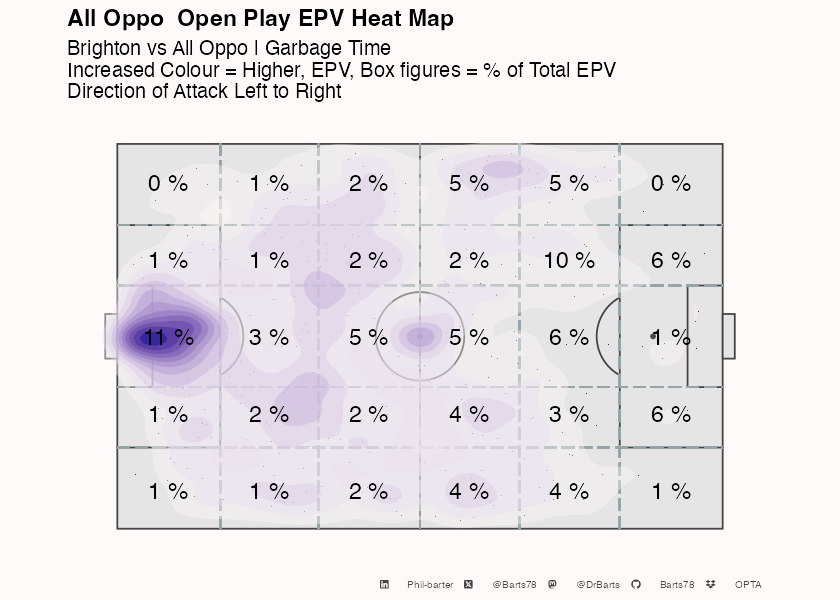 All Oppo  Open Play EPV Heat Map
Brighton vs All Oppo | Garbage Time
Increased Colour = Higher, EPV, Box figures = % of Total EPV
Direction of Attack Left to Right
0 % 1 % 2 % 5 % 5 % 0 %
1 % 1 % 2 % 2 % 10 % 6 %
11 % 3 % 5 % 5 % 6 % 1 %
1 % 2 % 2 % 4 % 3 % 6 %
1 % 1 % 2 % 4 % 4 % 1 %
Phil-barter @Barts78 @DrBarts Barts78 OPTA